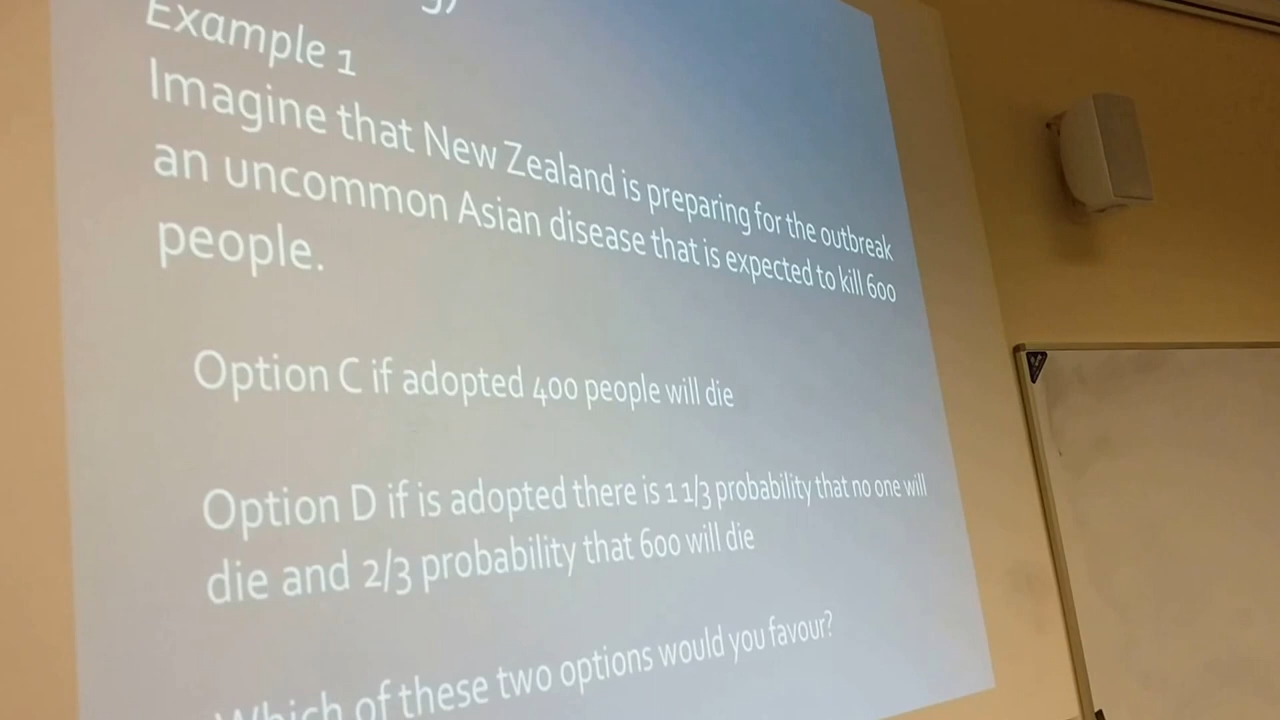 Example 1
Imagine that New Zealand is preparing for the outbreak
an uncommon Asian disease that is expected to kill 600
people.
Option C if adopted 400 people will die
Option D if is adopted there is 1 1/3 probability that no one will
die and 2/3 probability that 600 will die
Which of these two options would you favour?